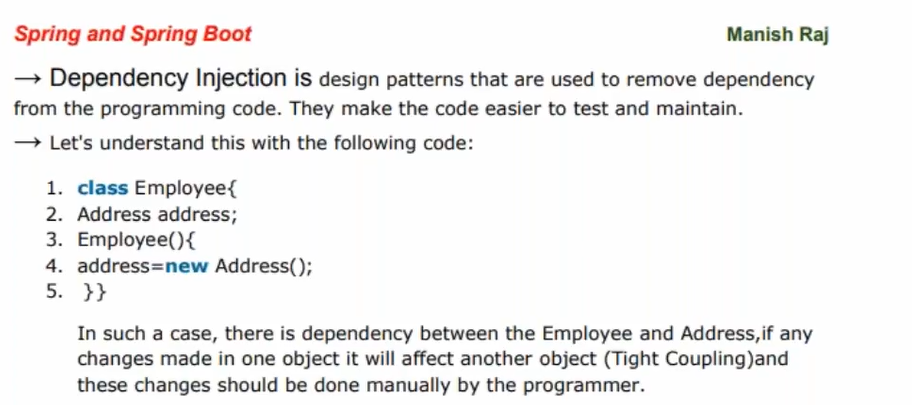 Spring and Spring Boot Manish Raj
→ Dependency Injection is design patterns that are used to remove dependency
from the programming code. They make the code easier to test and maintain.
→ Let's understand this with the following code:
1. class Employee{
2. Address address;
3. Employee(){
4. address=new Address();
5. }}
In such a case, there is dependency between the Employee and Address,if any
changes made in one object it will affect another object (Tight Coupling)and
these changes should be done manually by the programmer.